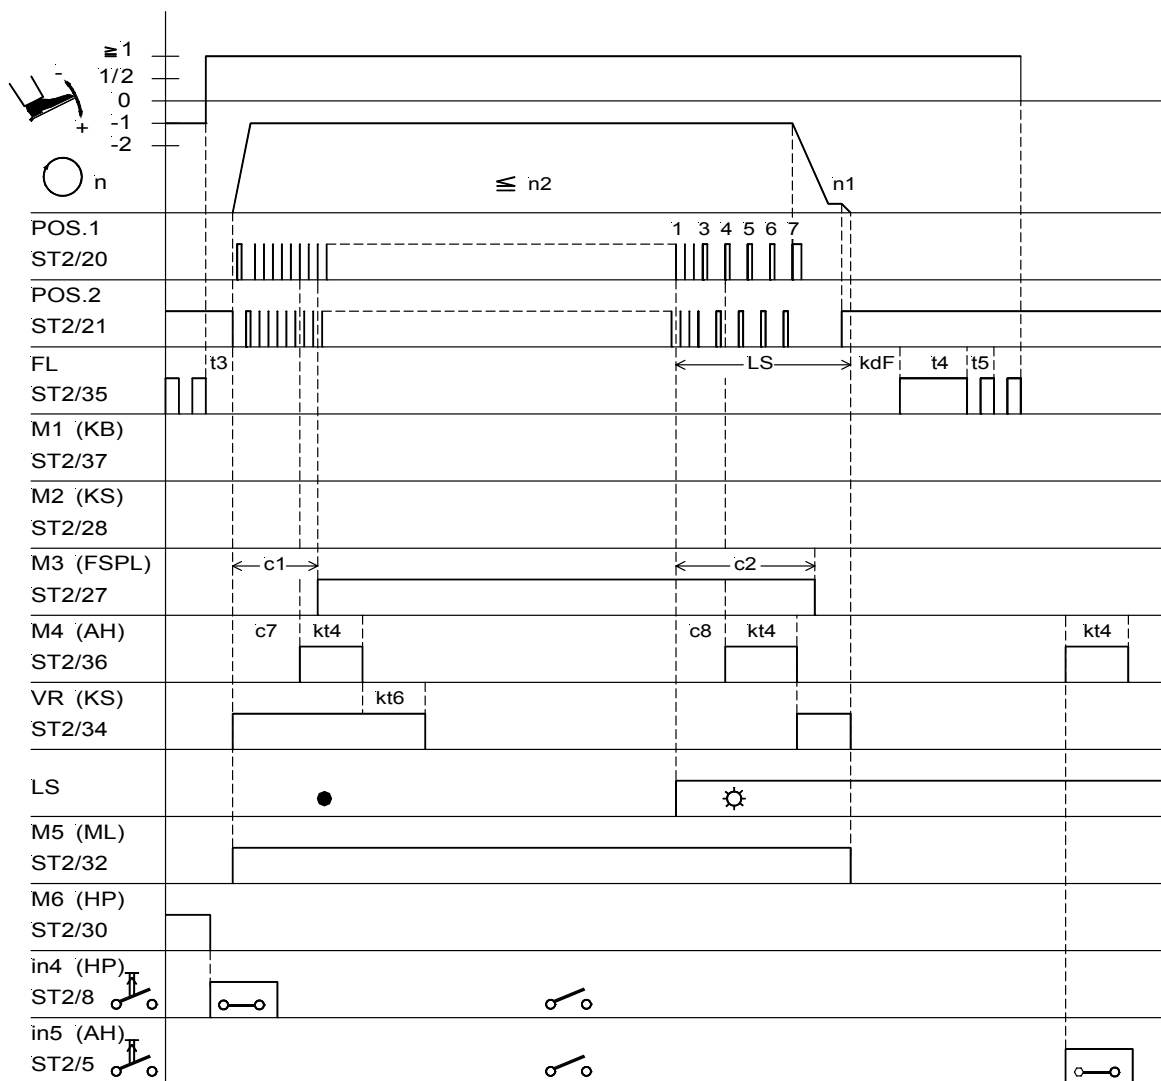 ≧ 1
1/2
-
0
+
-1
-2
n
≦ n2
n1
POS.1
1 3 4 5 6 7
ST2/20
POS.2
ST2/21
FL
t3
LS
kdF
t4
t5
ST2/35
M1 (KB)
ST2/37
M2 (KS)
ST2/28
M3 (FSPL)
c1
c2
ST2/27
M4 (AH)
c7
kt4
c8
kt4
kt4
ST2/36
VR (KS)
kt6
ST2/34
LS
M5 (ML)
ST2/32
M6 (HP)
ST2/30
in4 (HP)
ST2/8
in5 (AH)
ST2/5